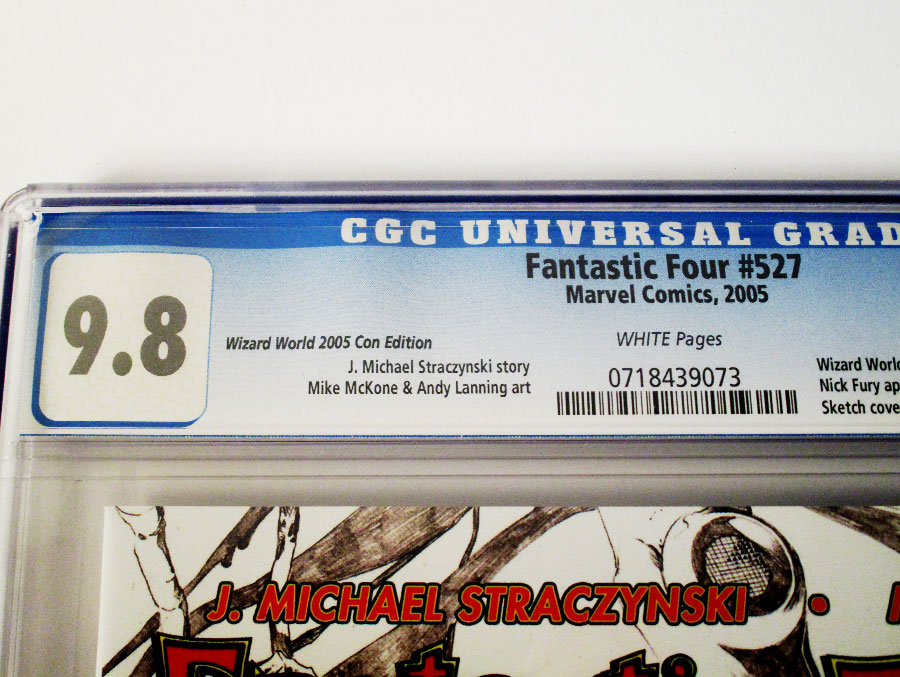 CGC UNIVERSAL GRAD
9.8
Fantastic Four #527
Marvel Comics, 2005
Wizard World 2005 Con Edition
WHITE Pages
J. Michael Straczynski story
Mike McKone & Andy Lanning art
0718439073
Wizard World
Nick Fury ap
Sketch cove
J. MICHAEL STRACZYNSKI •